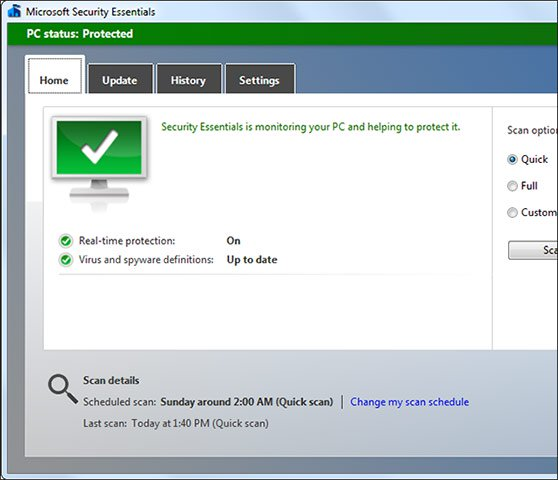 Microsoft Security Essentials
PC status: Protected
Home Update History Settings
Security Essentials is monitoring your PC and helping to protect it.
Scan optio
Quick
Full
Custom
Sca
Real-time protection: On
Virus and spyware definitions: Up to date
Scan details
Scheduled scan: Sunday around 2:00 AM (Quick scan) Change my scan schedule
Last scan: Today at 1:40 PM (Quick scan)